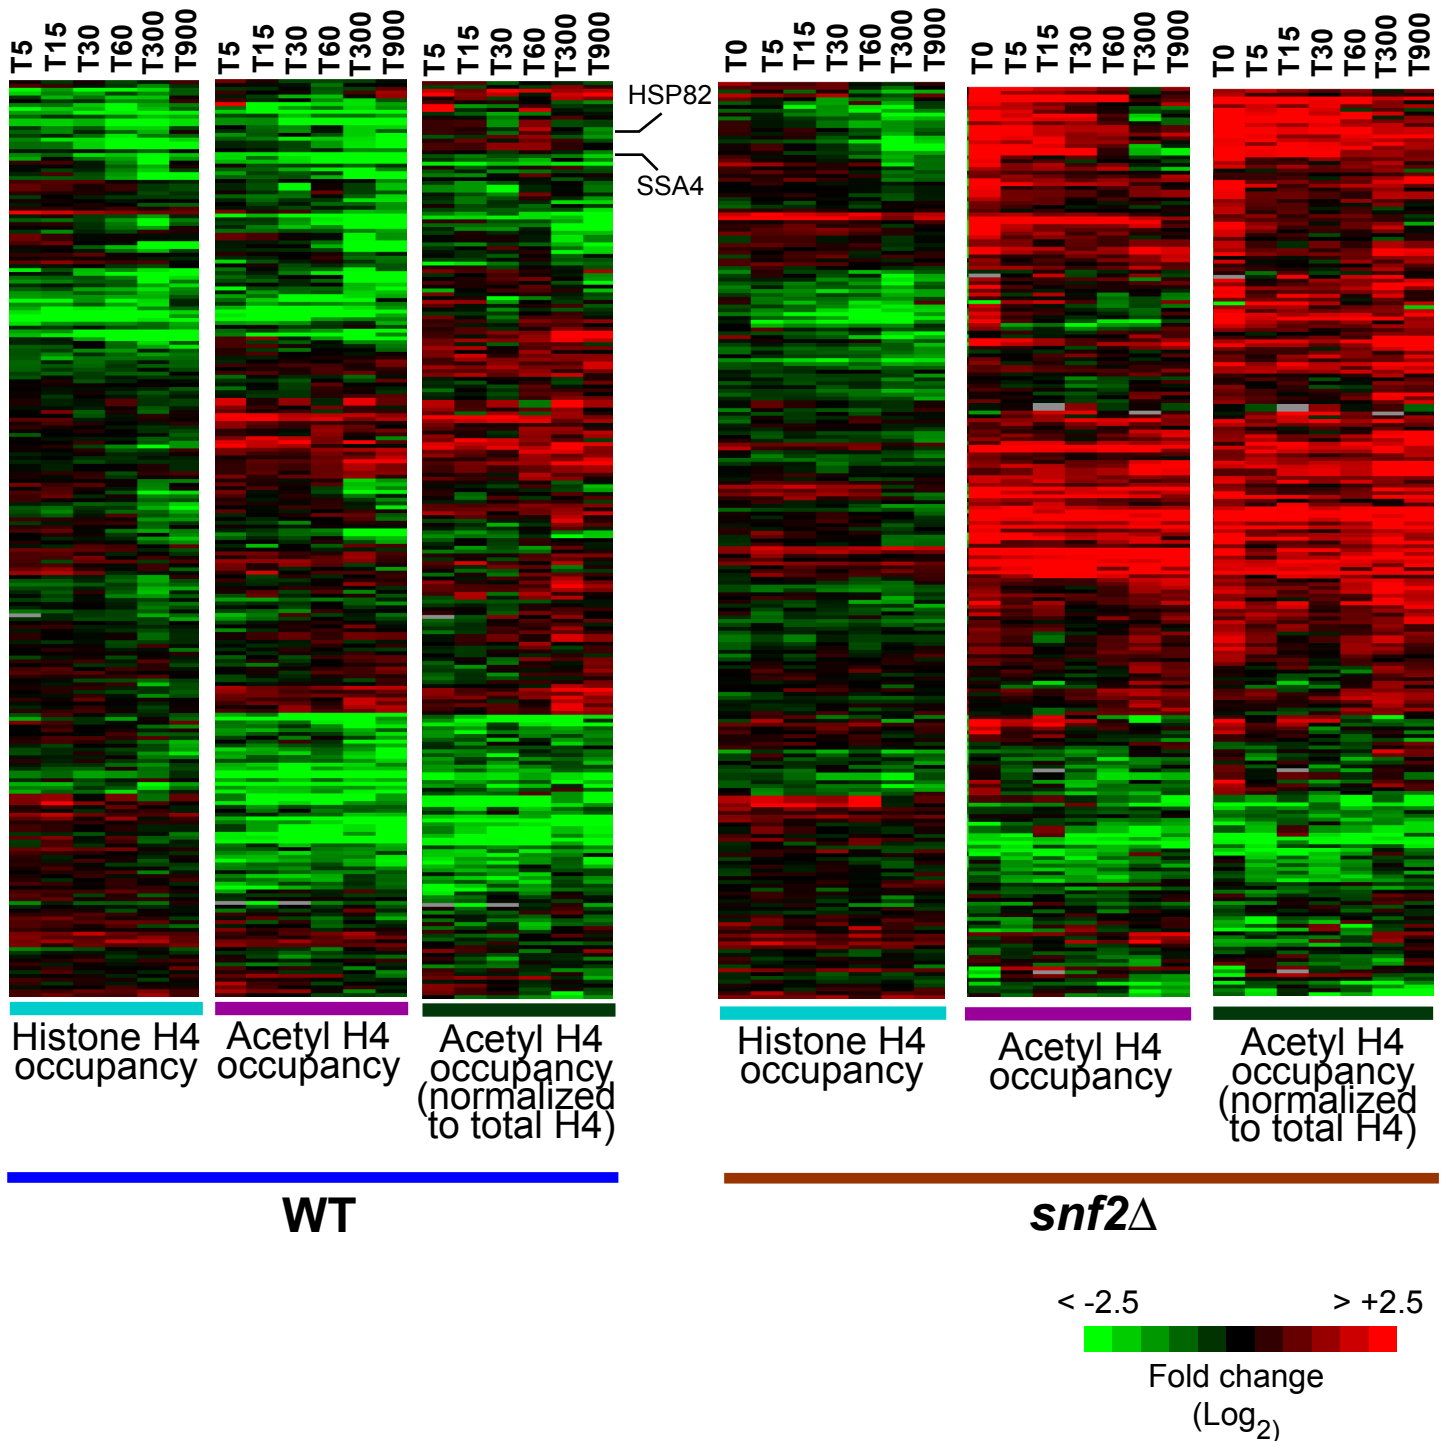 T5 T15 T30 T60 T300 T900
T5 T15 T30 T60 T300 T900
T5 T15 T30 T60 T300 T900
T0 T5 T15 T30 T60 T300 T900
T0 T5 T15 T30 T60 T300 T900
T0 T5 T15 T30 T60 T300 T900
HSP82
SSA4
Histone H4
occupancy
Acetyl H4
occupancy
Acetyl H4
occupancy
(normalized
to total H4)
Histone H4
occupancy
Acetyl H4
occupancy
Acetyl H4
occupancy
(normalized
to total H4)
WT
snf2Δ
< -2.5 > +2.5
Fold change
(Log2)